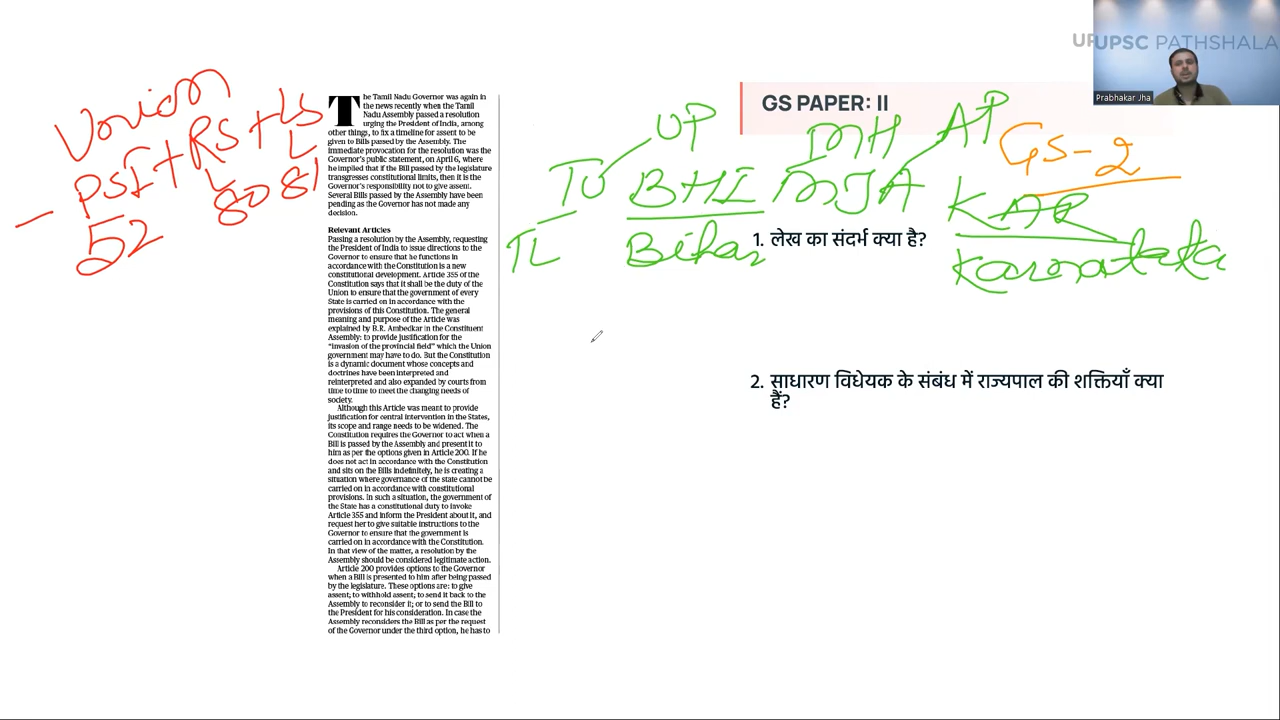 UPSC PATHSHALA
Prabhakar Jha
The Tamil Nadu Governor was again in
the news recently when the Tamil
Nadu Assembly passed a resolution
urging the President of India, among
other things, to fix a timeline for assent to be
given to Bills passed by the Assembly. The
immediate provocation for the resolution was the
Governor's public statement, on April 6, where
he implied that if the Bill passed by the legislature
transgresses constitutional limits, then it is the
Governor's responsibility not to give assent.
Several Bills passed by the Assembly have been
pending as the Governor has not made any
decision.
Relevant Articles
Passing a resolution by the Assembly, requesting
the President of India to issue directions to the
Governor to ensure that he functions in
accordance with the Constitution is a new
constitutional development. Article 355 of the
Constitution says that it shall be the duty of the
Union to ensure that the government of every
State is carried on in accordance with the
provisions of this Constitution. The general
meaning and purpose of the Article was
explained by B.R. Ambedkar in the Constituent
Assembly: to provide justification for the
"invasion of the provincial field" which the Union
government may have to do. But the Constitution
is a dynamic document whose concepts and
doctrines have been interpreted and
reinterpreted and also expanded by courts from
time to time to meet the changing needs of
society.
Although this Article was meant to provide
justification for central intervention in the States,
its scope and range needs to be widened. The
Constitution requires the Governor to act when a
Bill is passed by the Assembly and present it to
him as per the options given in Article 200. If he
does not act in accordance with the Constitution
and sits on the Bills indefinitely, he is creating a
situation where governance of the state cannot be
carried on in accordance with constitutional
provisions. In such a situation, the government of
the State has a constitutional duty to invoke
Article 355 and inform the President about it, and
request her to give suitable instructions to the
Governor to ensure that the government is
carried on in accordance with the Constitution.
In that view of the matter, a resolution by the
Assembly should be considered legitimate action.
Article 200 provides options to the Governor
when a Bill is presented to him after being passed
by the legislature. These options are: to give
assent; to withhold assent; to send it back to the
Assembly to reconsider it; or to send the Bill to
the President for his consideration. In case the
Assembly reconsiders the Bill as per the request
of the Governor under the third option, he has to
RS + LS
52
80 81
GS PAPER: II
GS-2
UP MH AP
BHI KAR
Bihar Karnataka
1. लेख का संदर्भ क्या है?
2. साधारण विधेयक के संबंध में राज्यपाल की शक्तियाँ क्या
हैं?